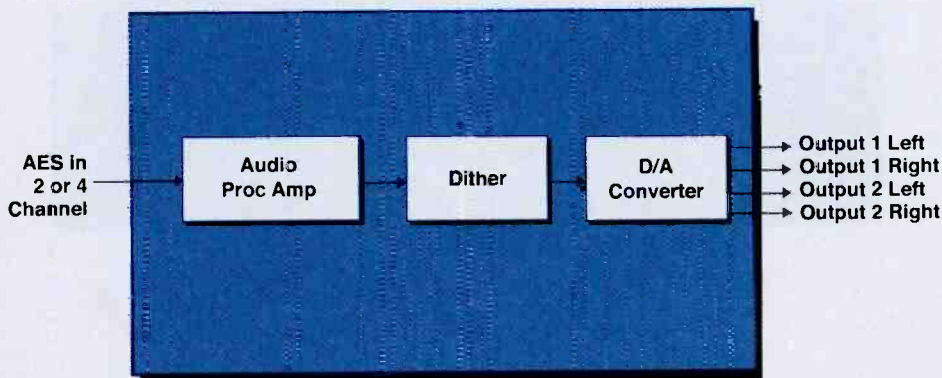 AES in
2 or 4
Channel
Audio
Proc Amp
Dither
D/A
Converter
Output 1 Left
Output 1 Right
Output 2 Left
Output 2 Right